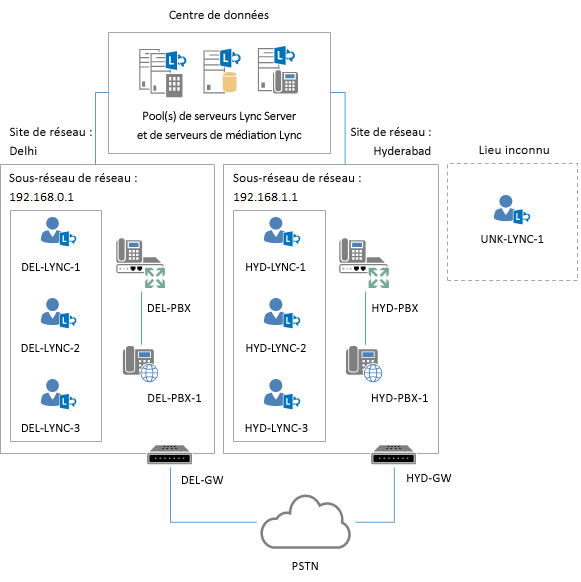 Centre de données
Pool(s) de serveurs Lync Server
et de serveurs de médiation Lync
Site de réseau :
Delhi
Site de réseau :
Hyderabad
Lieu inconnu
Sous-réseau de réseau :
192.168.0.1
Sous-réseau de réseau :
192.168.1.1
UNK-LYNC-1
DEL-LYNC-1
HYD-LYNC-1
DEL-PBX
HYD-PBX
DEL-LYNC-2
HYD-LYNC-2
DEL-PBX-1
HYD-PBX-1
DEL-LYNC-3
HYD-LYNC-3
DEL-GW
HYD-GW
PSTN